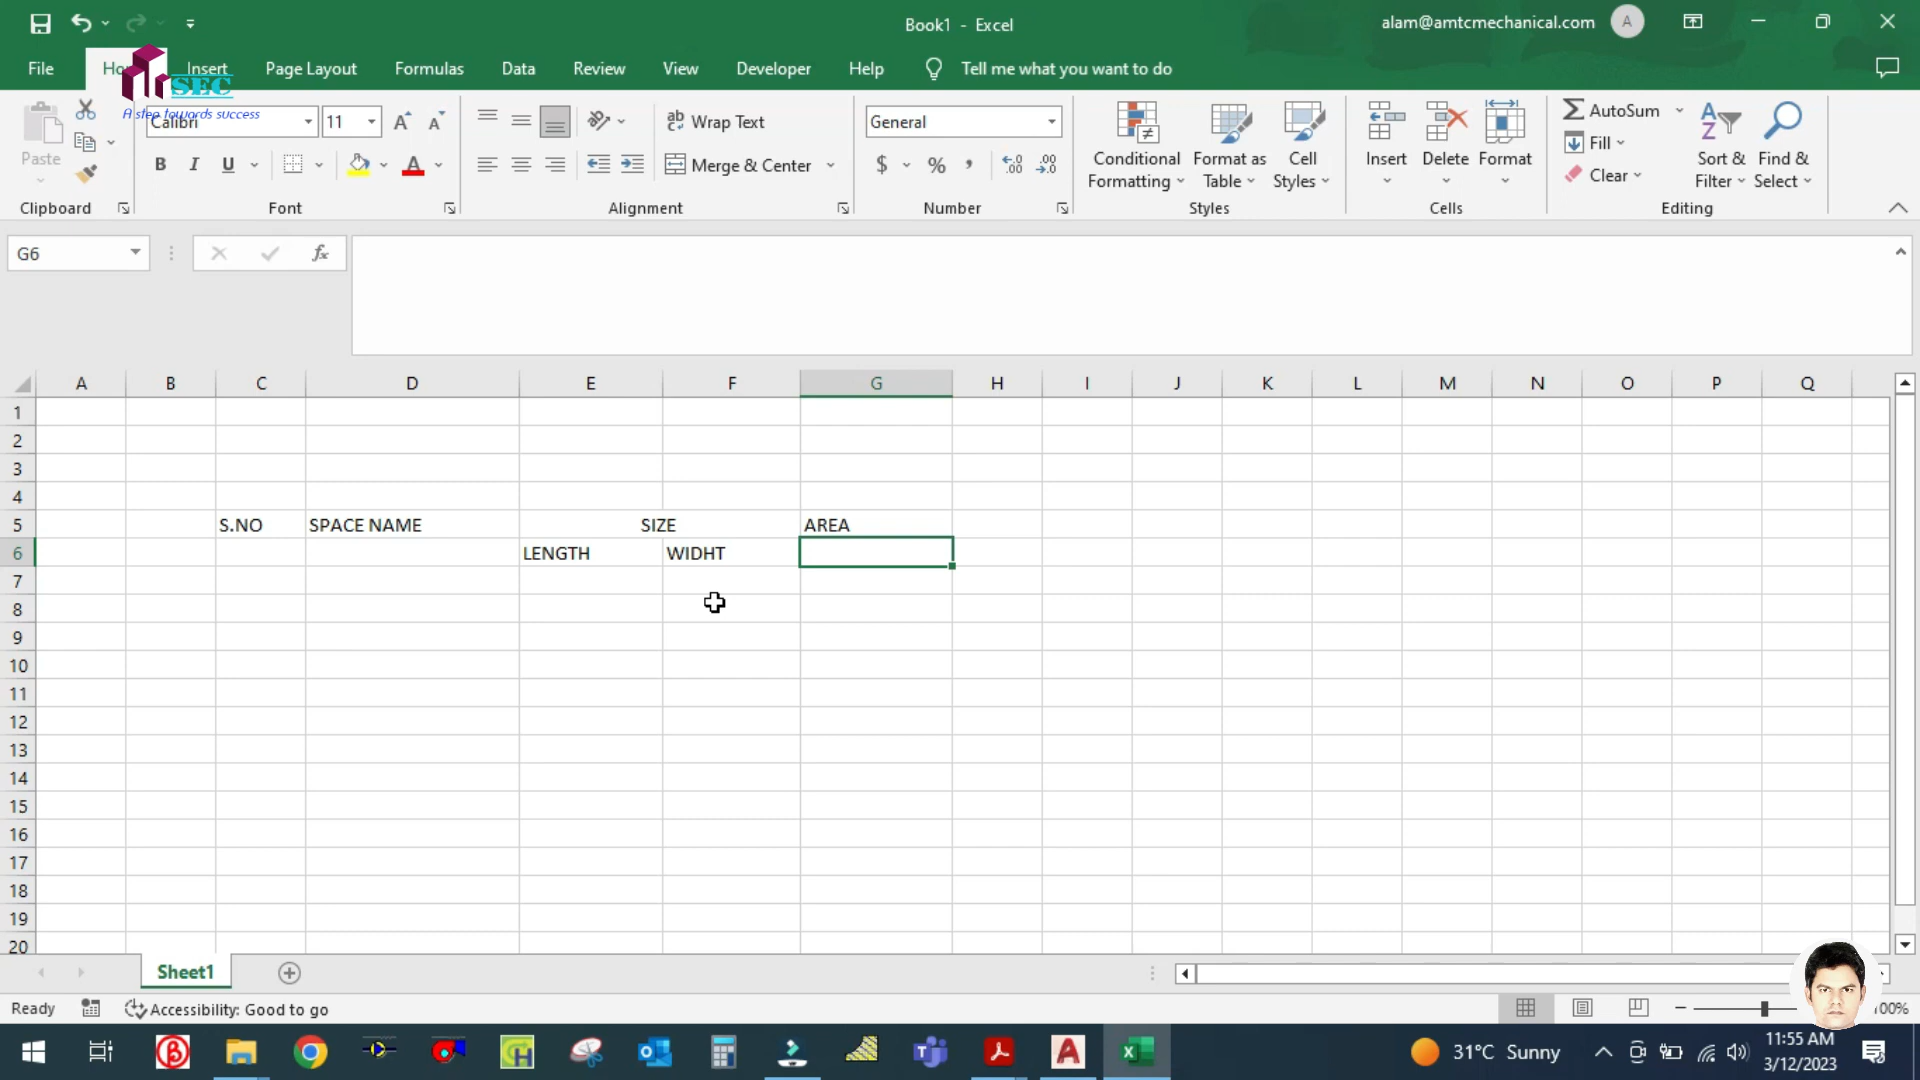 Book1 - Excel
alam@amtcmechanical.com
A
File
Insert
Page Layout
Formulas
Data
Review
View
Developer
Help
Tell me what you want to do
SEC
A step towards success
Paste
Calibri
11
B I U
A
Wrap Text
Merge & Center
General
$ % ,
Conditional Formatting
Format as Table
Cell Styles
Insert
Delete
Format
AutoSum
Fill
Clear
Sort & Filter
Find & Select
Clipboard
Font
Alignment
Number
Styles
Cells
Editing
G6
fx
A B C D E F G H I J K L M N O P Q
1
2
3
4
5 S.NO SPACE NAME SIZE AREA
6 LENGTH WIDHT
7
8
9
10
11
12
13
14
15
16
17
18
19
20
Sheet1
Ready
Accessibility: Good to go
31°C Sunny
11:55 AM
3/12/2023